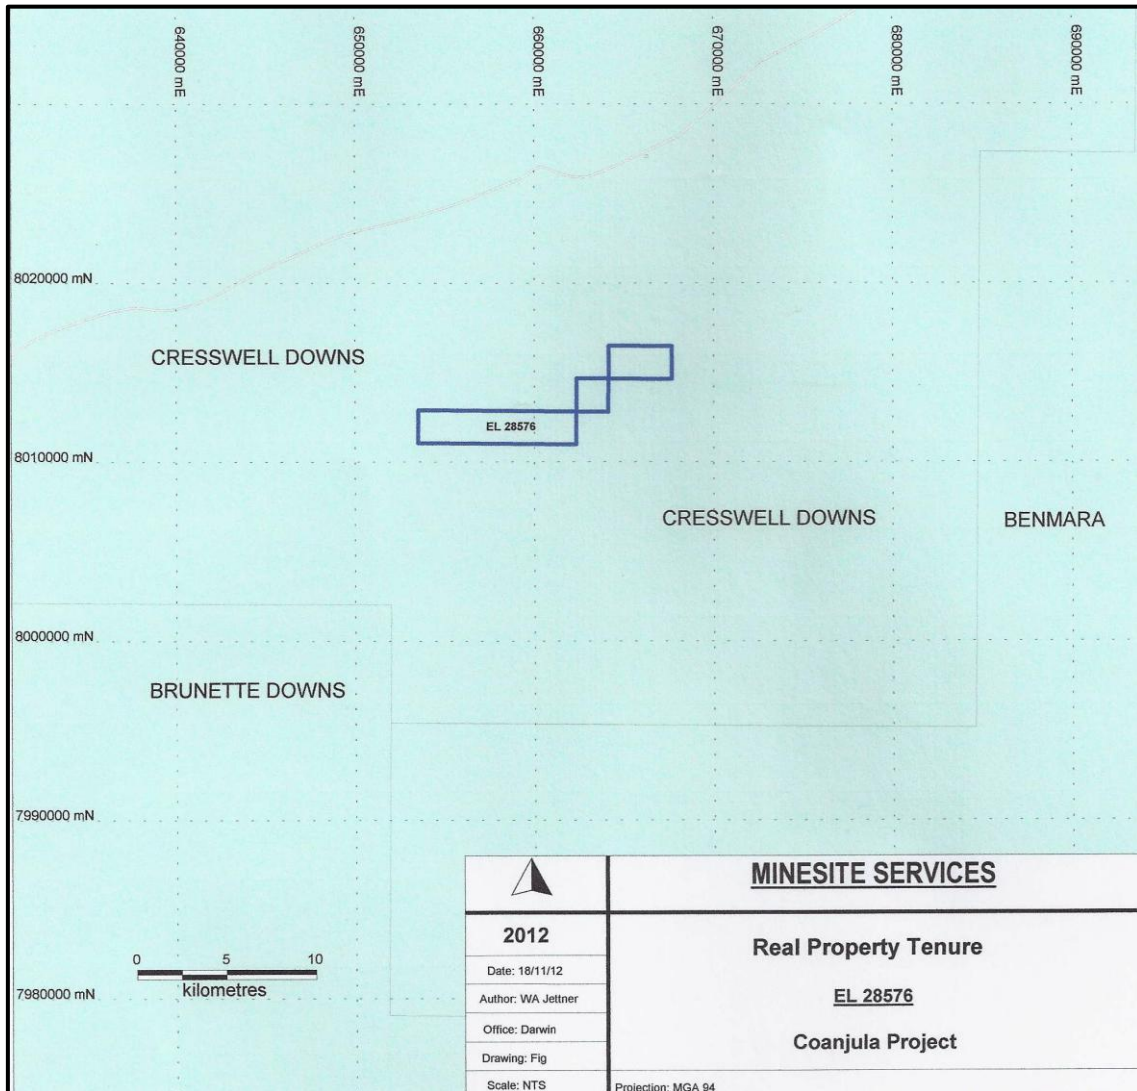 640000 mE
650000 mE
660000 mE
670000 mE
680000 mE
690000 mE
8020000 mN
CRESSWELL DOWNS
EL 28576
8010000 mN
CRESSWELL DOWNS
BENMARA
8000000 mN
BRUNETTE DOWNS
7990000 mN
MINESITE SERVICES
2012
Real Property Tenure
0 5 10
kilometres
Date: 18/11/12
7980000 mN
Author: WA Jettner
EL 28576
Office: Darwin
Coanjula Project
Drawing: Fig
Scale: NTS
Projection: MGA 94